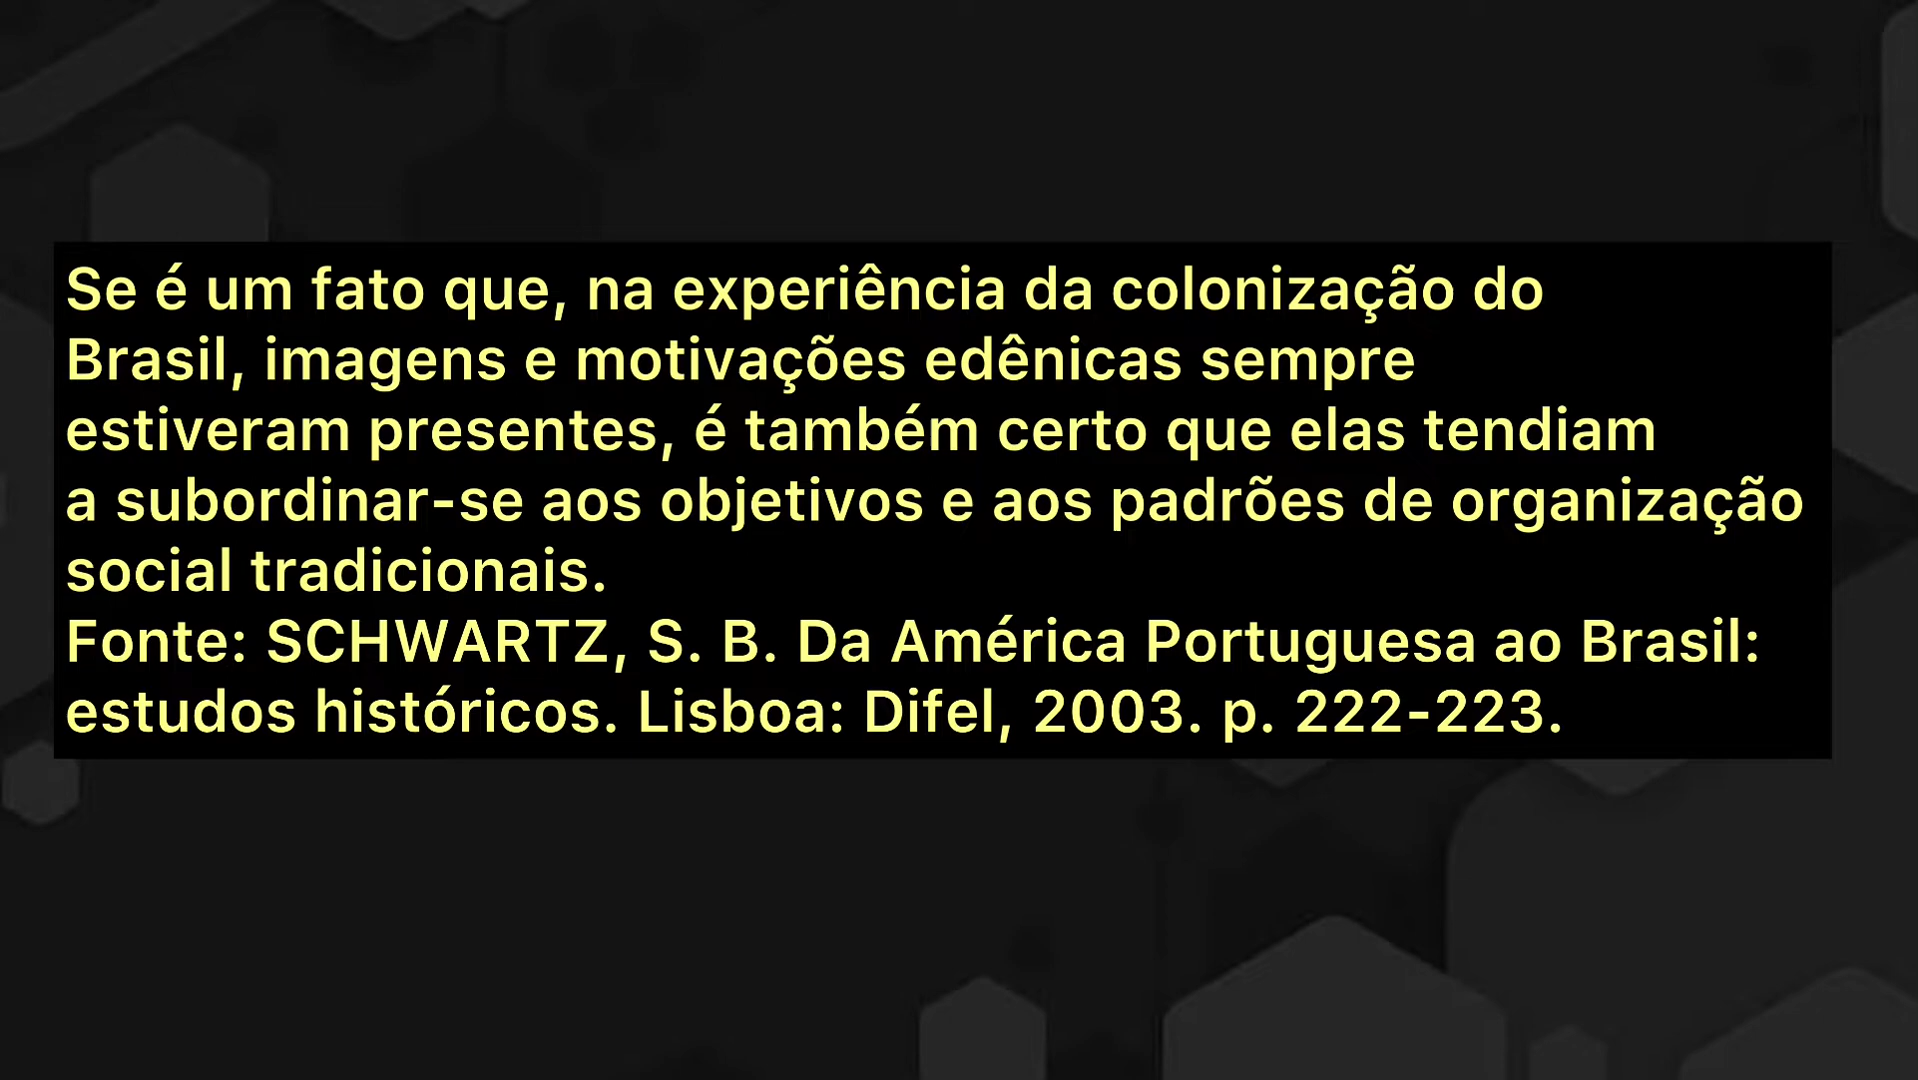 Se é um fato que, na experiência da colonização do
Brasil, imagens e motivações edênicas sempre
estiveram presentes, é também certo que elas tendiam
a subordinar-se aos objetivos e aos padrões de organização
social tradicionais.
Fonte: SCHWARTZ, S. B. Da América Portuguesa ao Brasil:
estudos históricos. Lisboa: Difel, 2003. p. 222-223.